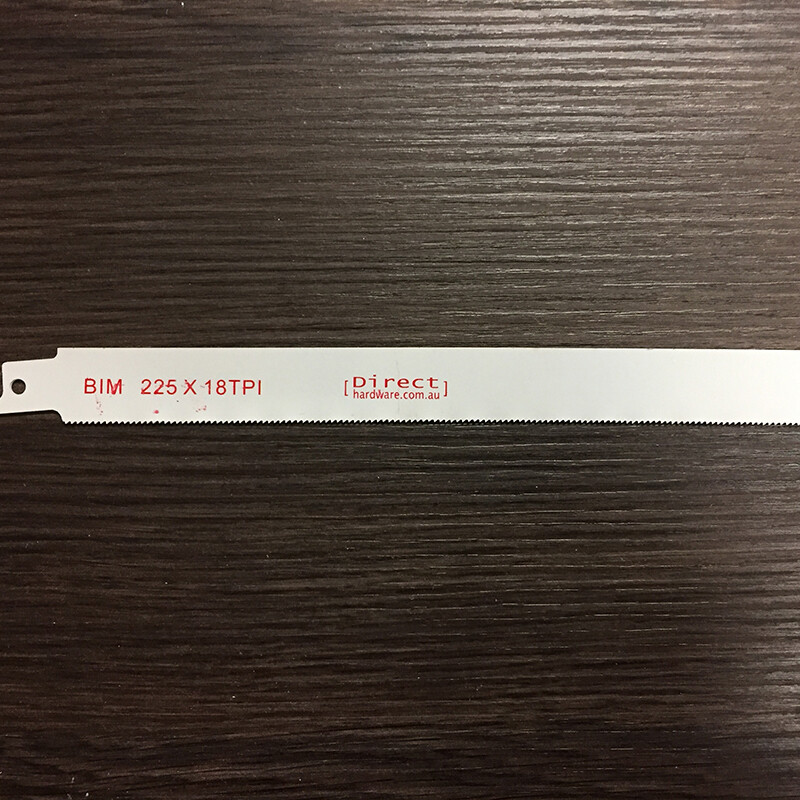 BIM 225 X 18TPI
[Direct]
hardware.com.au